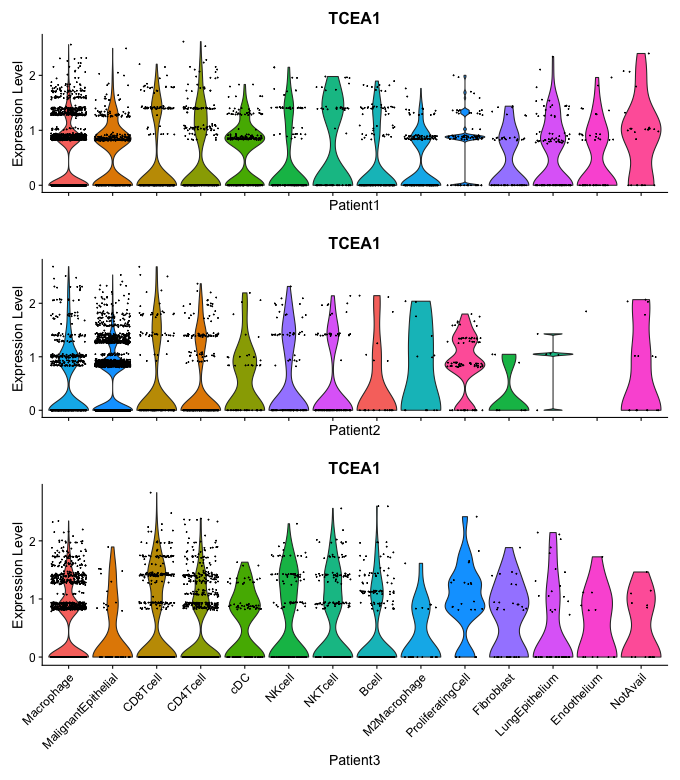 TCEA1
Expression Level
2
1
0
Patient1
TCEA1
Expression Level
2
1
0
Patient2
TCEA1
Expression Level
2
1
0
Macrophage
MalignantEpithelial
CD8Tcell
CD4Tcell
cDC
NKcell
NKTcell
Bcell
M2Macrophage
ProliferatingCell
Fibroblast
LungEpithelium
Endothelium
NotAvail
Patient3